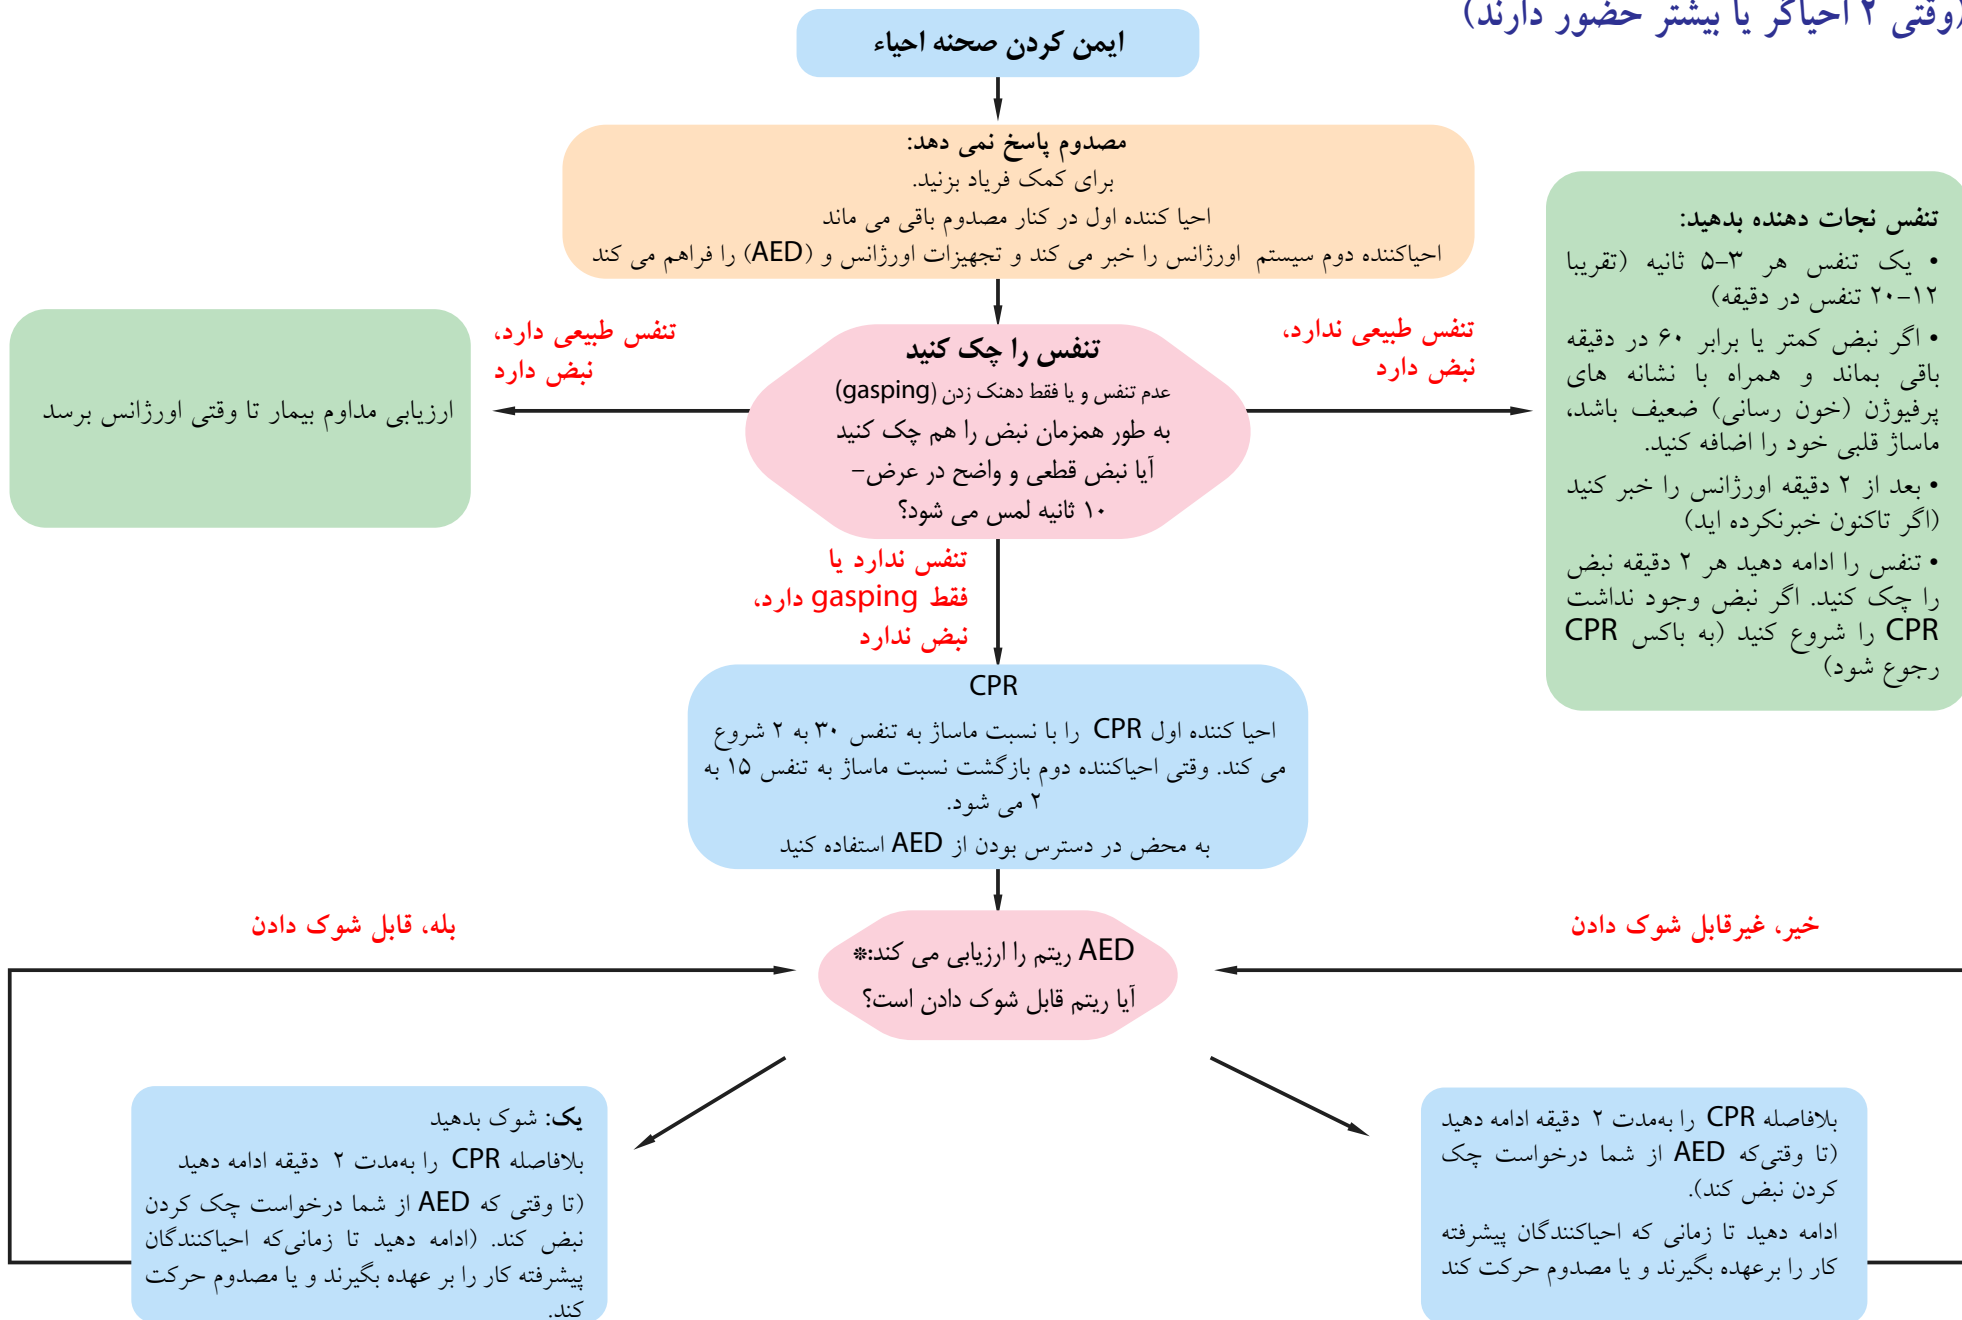 (وقتی ۲ احیاگر یا بیشتر حضور دارند)
ایمن کردن صحنه احیاء
مصدوم پاسخ نمی دهد:
برای کمک فریاد بزنید.
احیا کننده اول در کنار مصدوم باقی می ماند
احیاکننده دوم سیستم اورژانس را خبر می کند و تجهیزات اورژانس و (AED) را فراهم می کند
تنفس نجات دهنده بدهید:
• یک تنفس هر ۳-۵ ثانیه (تقریبا
۱۲-۲۰ تنفس در دقیقه)
• اگر نبض کمتر یا برابر ۶۰ در دقیقه
باقی بماند و همراه با نشانه های
پرفیوژن (خون رسانی) ضعیف باشد،
ماساژ قلبی خود را اضافه کنید.
• بعد از ۲ دقیقه اورژانس را خبر کنید
(اگر تاکنون خبرنکرده اید)
• تنفس را ادامه دهید هر ۲ دقیقه نبض
را چک کنید. اگر نبض وجود نداشت
CPR را شروع کنید (به باکس CPR
رجوع شود)
تنفس طبیعی ندارد،
نبض دارد
تنفس را چک کنید
عدم تنفس و یا فقط دهنک زدن (gasping)
به طور همزمان نبض را هم چک کنید
آیا نبض قطعی و واضح در عرض-
۱۰ ثانیه لمس می شود؟
تنفس طبیعی دارد،
نبض دارد
ارزیابی مداوم بیمار تا وقتی اورژانس برسد
تنفس ندارد یا
فقط gasping دارد،
نبض ندارد
CPR
احیا کننده اول CPR را با نسبت ماساژ به تنفس ۳۰ به ۲ شروع
می کند. وقتی احیاکننده دوم بازگشت نسبت ماساژ به تنفس ۱۵ به
۲ می شود.
به محض در دسترس بودن از AED استفاده کنید
خیر، غیرقابل شوک دادن
AED ریتم را ارزیابی می کند:*
آیا ریتم قابل شوک دادن است؟
بله، قابل شوک دادن
بلافاصله CPR را به‌مدت ۲ دقیقه ادامه دهید
(تا وقتی‌که AED از شما درخواست چک
کردن نبض کند).
ادامه دهید تا زمانی که احیاکنندگان پیشرفته
کار را برعهده بگیرند و یا مصدوم حرکت کند
یک: شوک بدهید
بلافاصله CPR را به‌مدت ۲ دقیقه ادامه دهید
(تا وقتی که AED از شما درخواست چک کردن
نبض کند. (ادامه دهید تا زمانی‌که احیاکنندگان
پیشرفته کار را بر عهده بگیرند و یا مصدوم حرکت
کند.